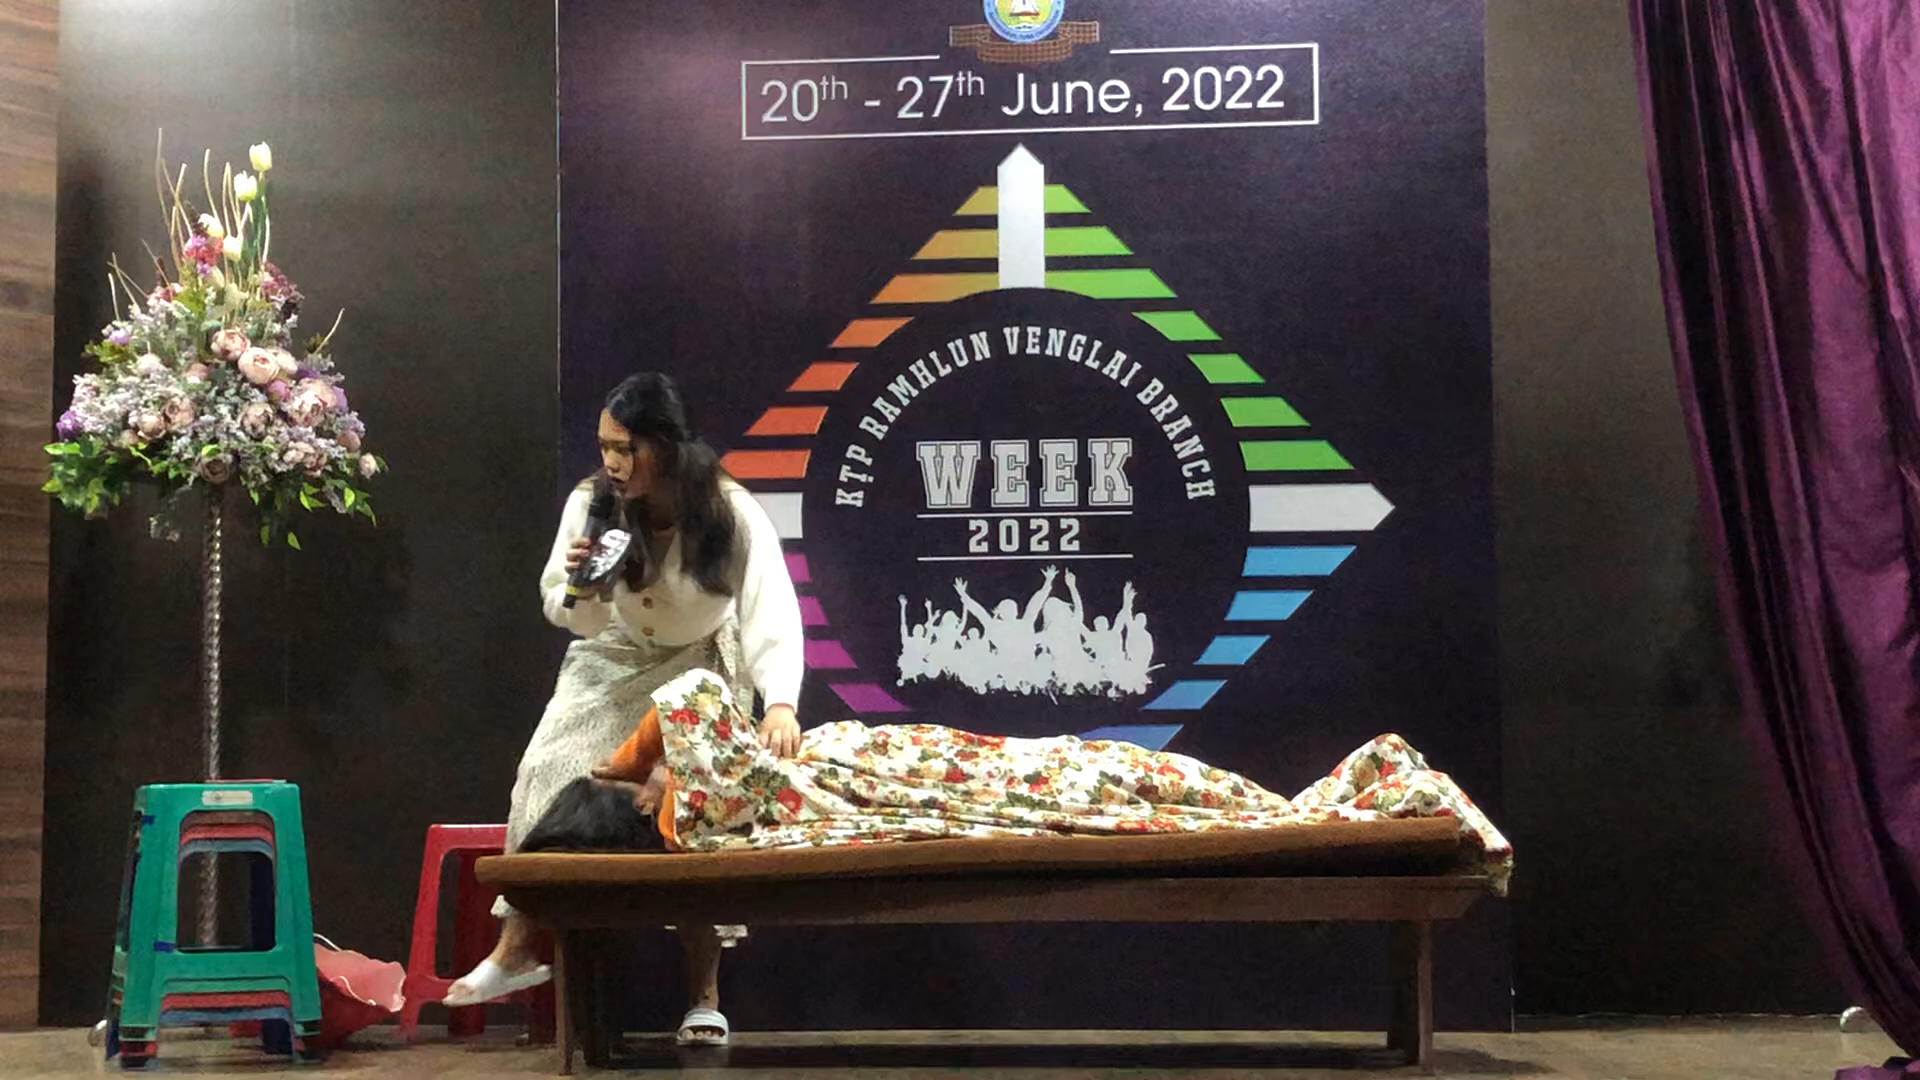 20th - 27th June, 2022
KṬP RAMHLUN VENGLAI BRANCH
WEEK
2022